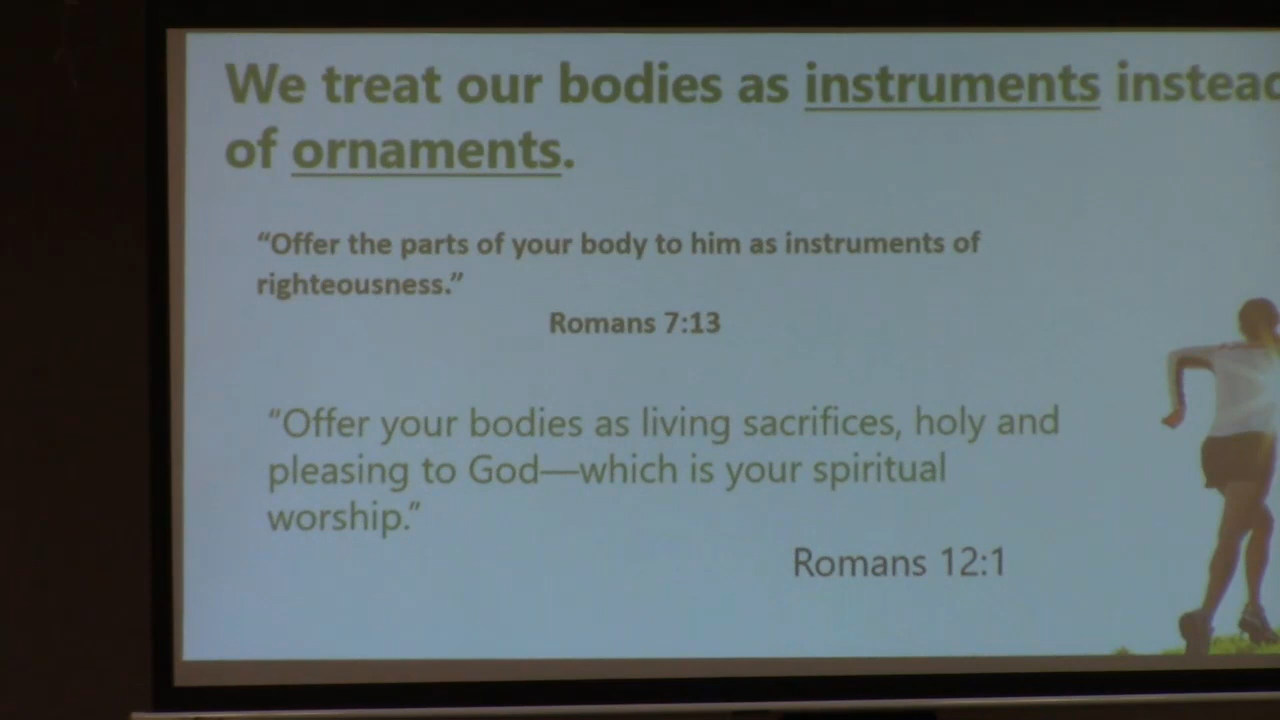 We treat our bodies as instruments instead
of ornaments.
“Offer the parts of your body to him as instruments of
righteousness.”
Romans 7:13
“Offer your bodies as living sacrifices, holy and
pleasing to God—which is your spiritual
worship.”
Romans 12:1